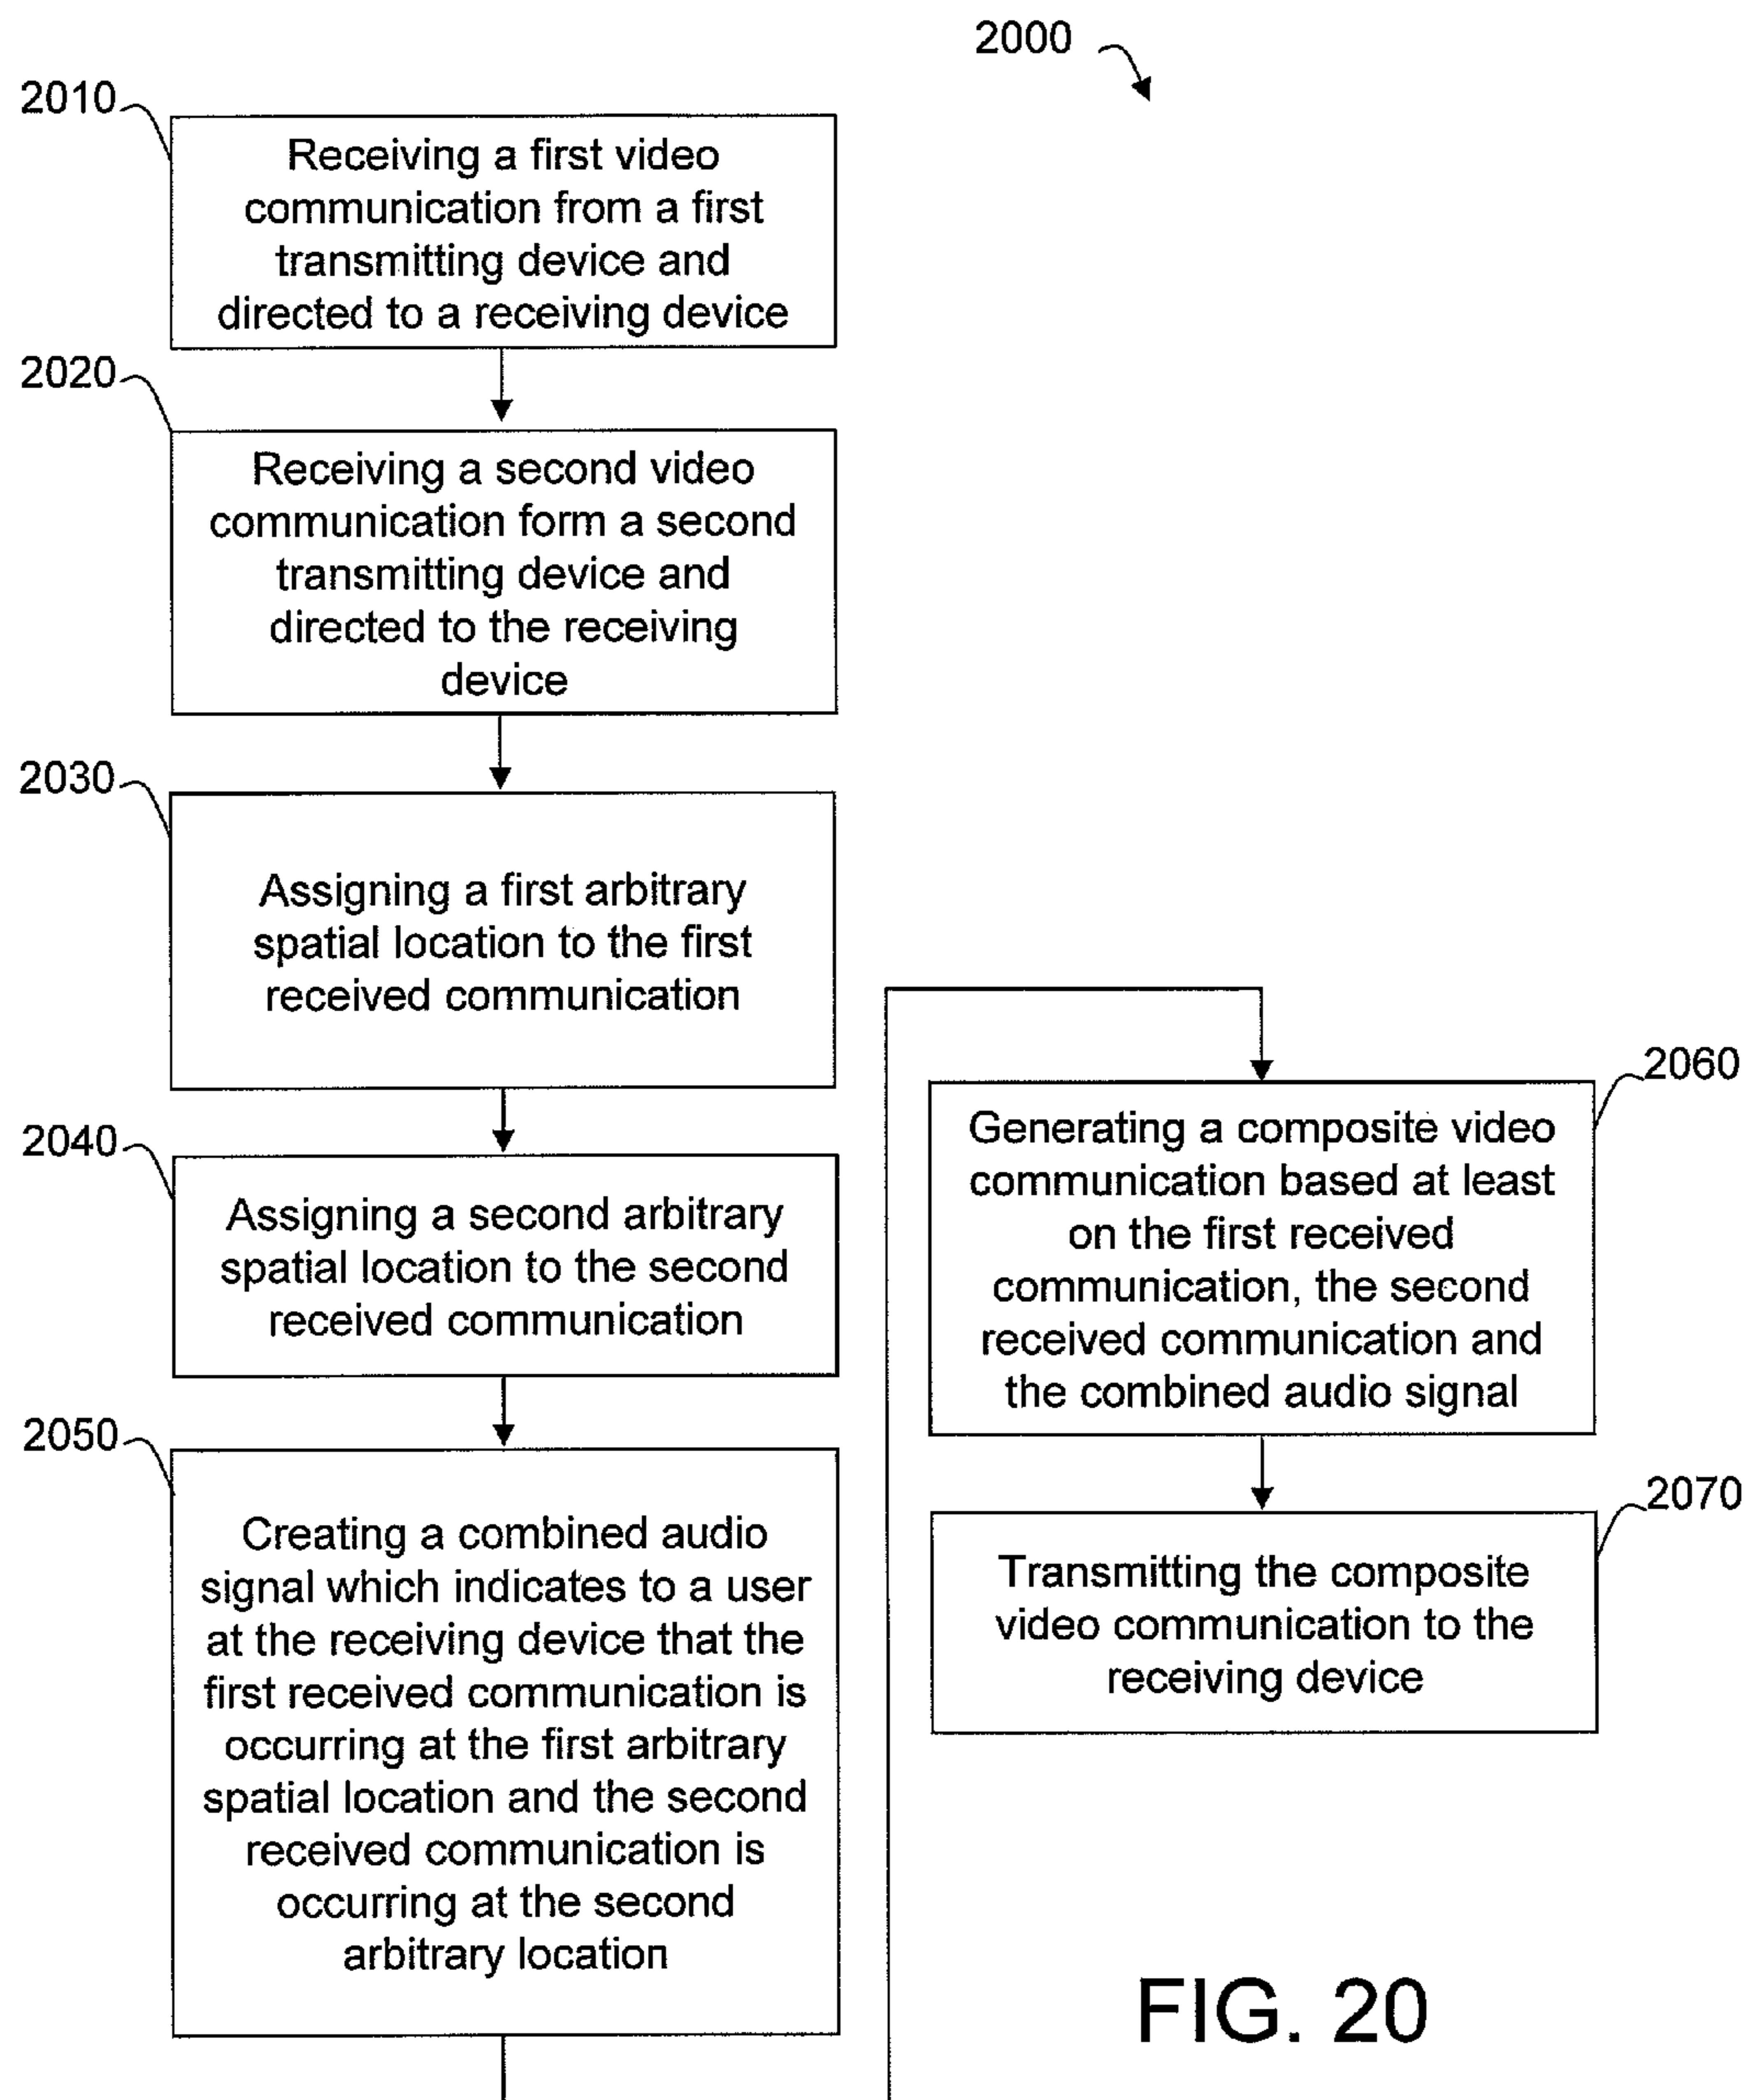 2000
2010
Receiving a first video
communication from a first
transmitting device and
directed to a receiving device
2020
Receiving a second video
communication form a second
transmitting device and
directed to the receiving
device
2030
Assigning a first arbitrary
spatial location to the first
received communication
2040
Assigning a second arbitrary
spatial location to the second
received communication
2050
Creating a combined audio
signal which indicates to a user
at the receiving device that the
first received communication is
occurring at the first arbitrary
spatial location and the second
received communication is
occurring at the second
arbitrary location
2060
Generating a composite video
communication based at least
on the first received
communication, the second
received communication and
the combined audio signal
2070
Transmitting the composite
video communication to the
receiving device
FIG. 20